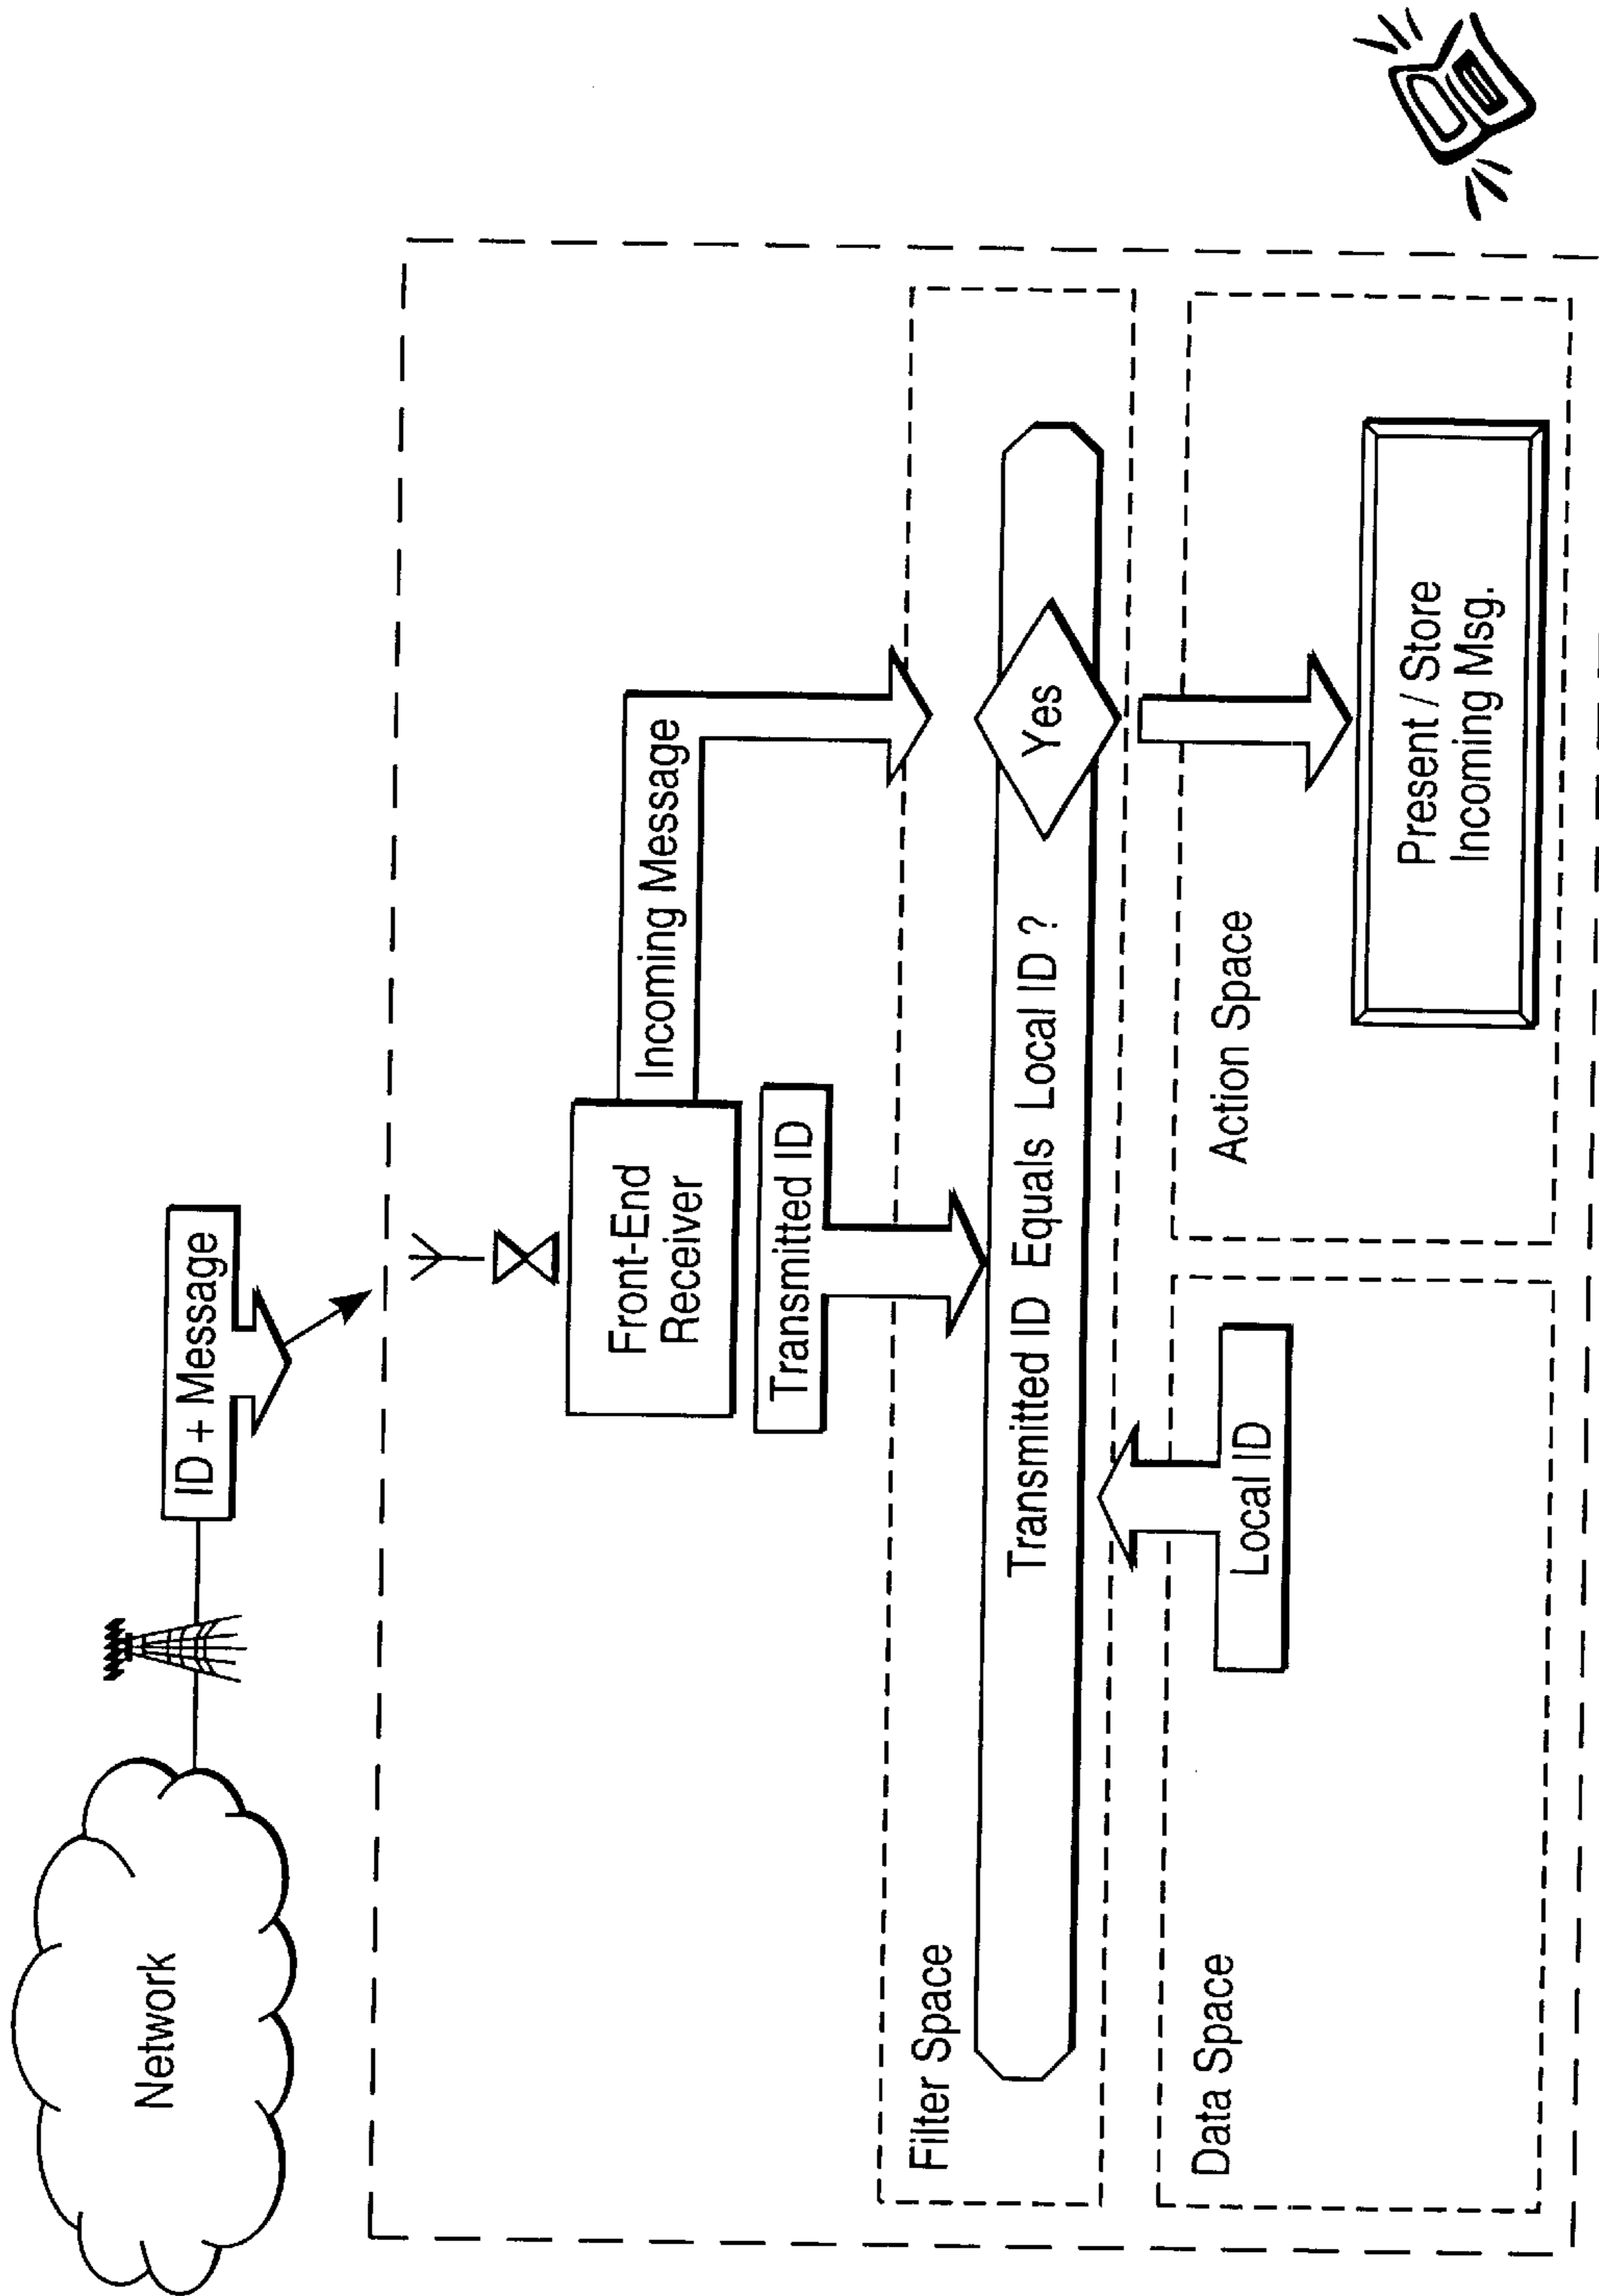 Network
ID + Message
Front-End
Receiver
Incoming Message
Transmitted ID
Filter Space
Transmitted ID Equals Local ID ?
Yes
Data Space
Local ID
Action Space
Present / Store
Incoming Msg.